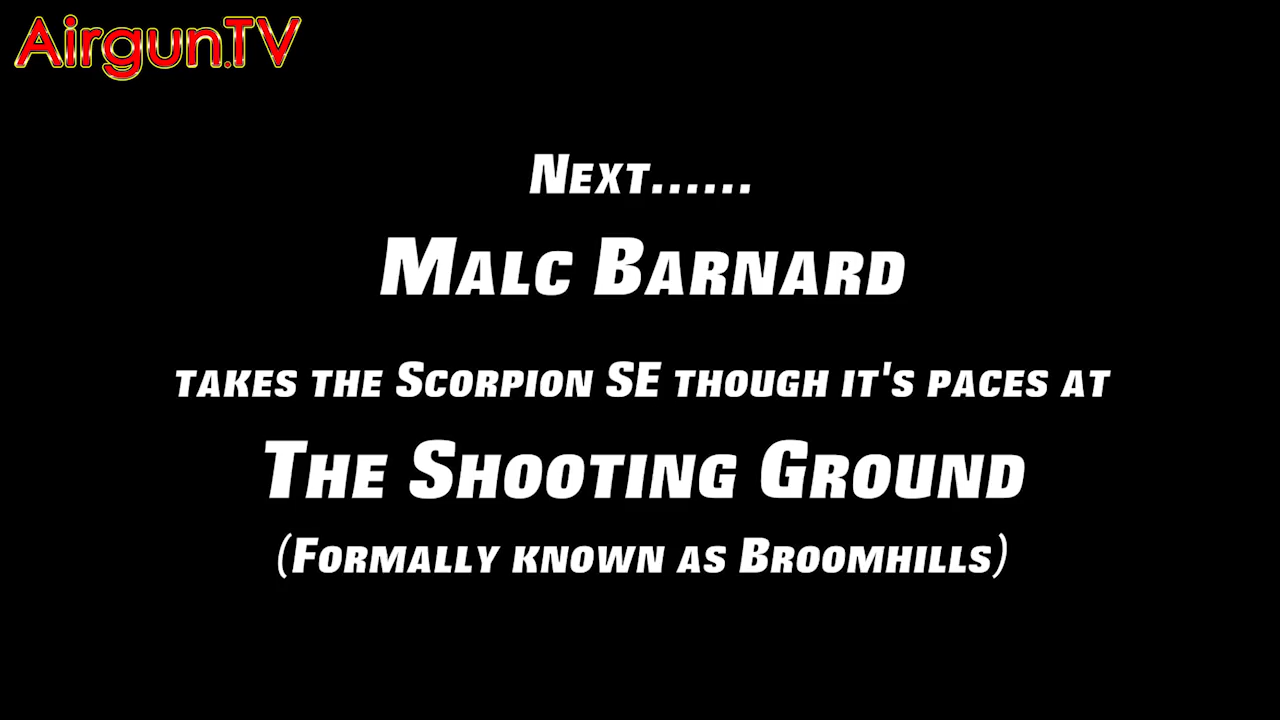 AirgunTV
Next......
Malc Barnard
takes the Scorpion SE though it's paces at
The Shooting Ground
(Formally known as Broomhills)